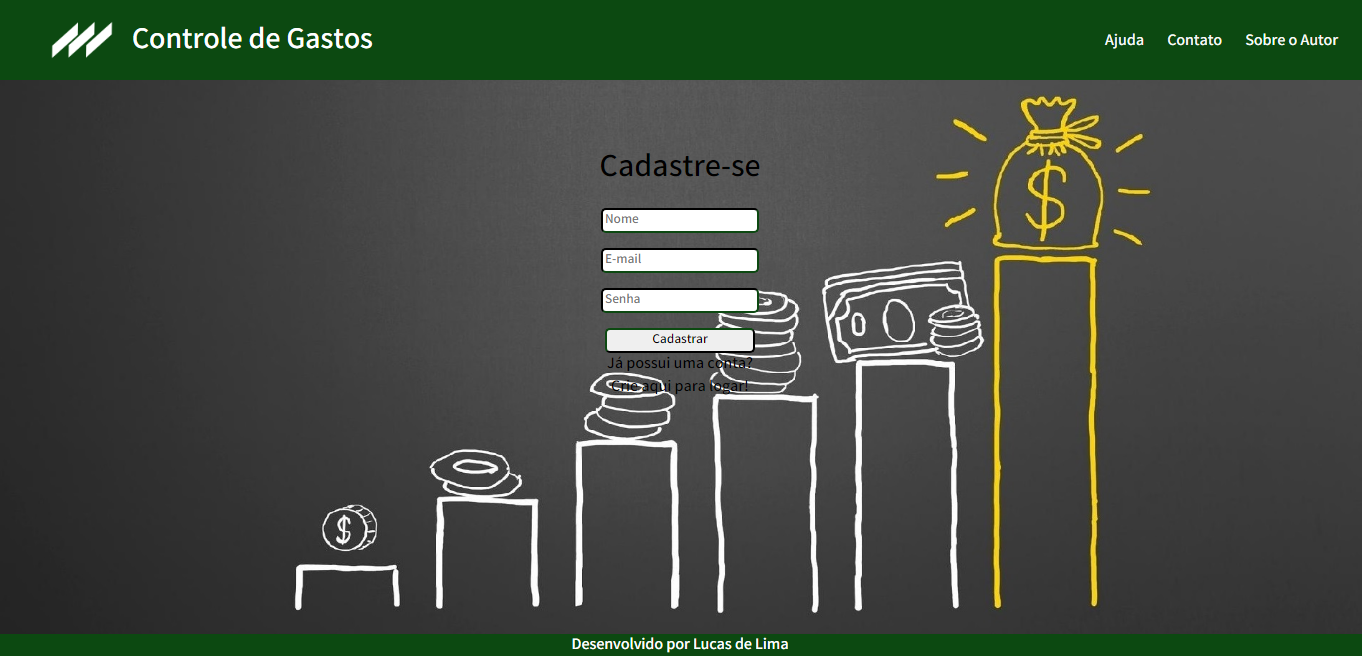 Controle de Gastos
Ajuda Contato Sobre o Autor
Cadastre-se
Nome
E-mail
Senha
Cadastrar
Já possui uma conta?
Crie aqui para logar!
$
$
Desenvolvido por Lucas de Lima